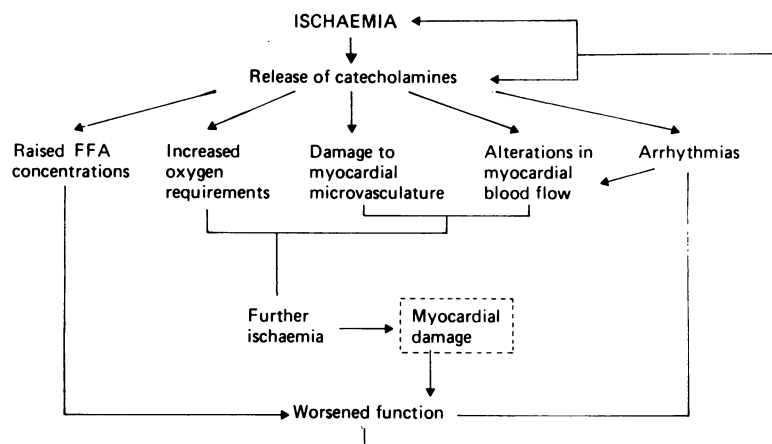 ISCHAEMIA
Release of catecholamines
Raised FFA
concentrations
Increased
oxygen
requirements
Damage to
myocardial
microvasculature
Alterations in
myocardial
blood flow
Arrhythmias
Further
ischaemia
Myocardial
damage
Worsened function